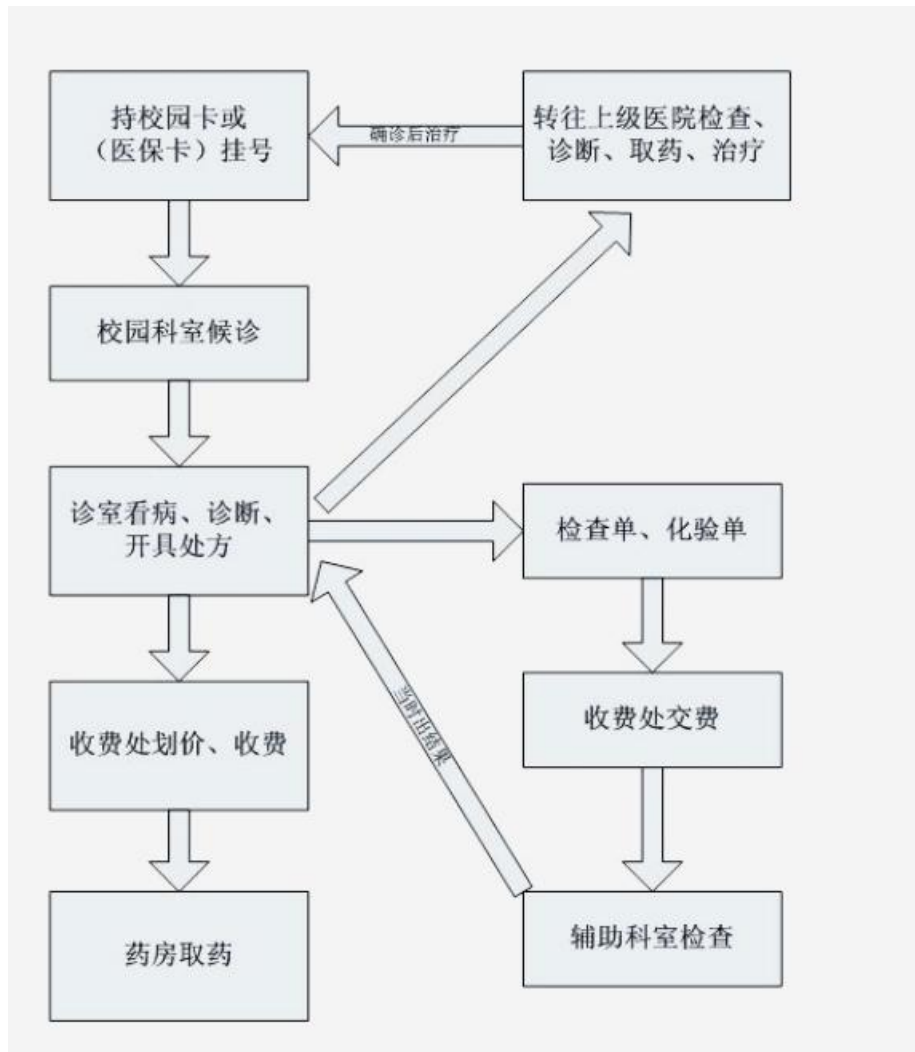 持校园卡或
（医保卡）挂号
确诊后治疗
转往上级医院检查、
诊断、取药、治疗
校园科室候诊
诊室看病、诊断、
开具处方
检查单、化验单
收费处划价、收费
当时出结果
收费处交费
药房取药
辅助科室检查